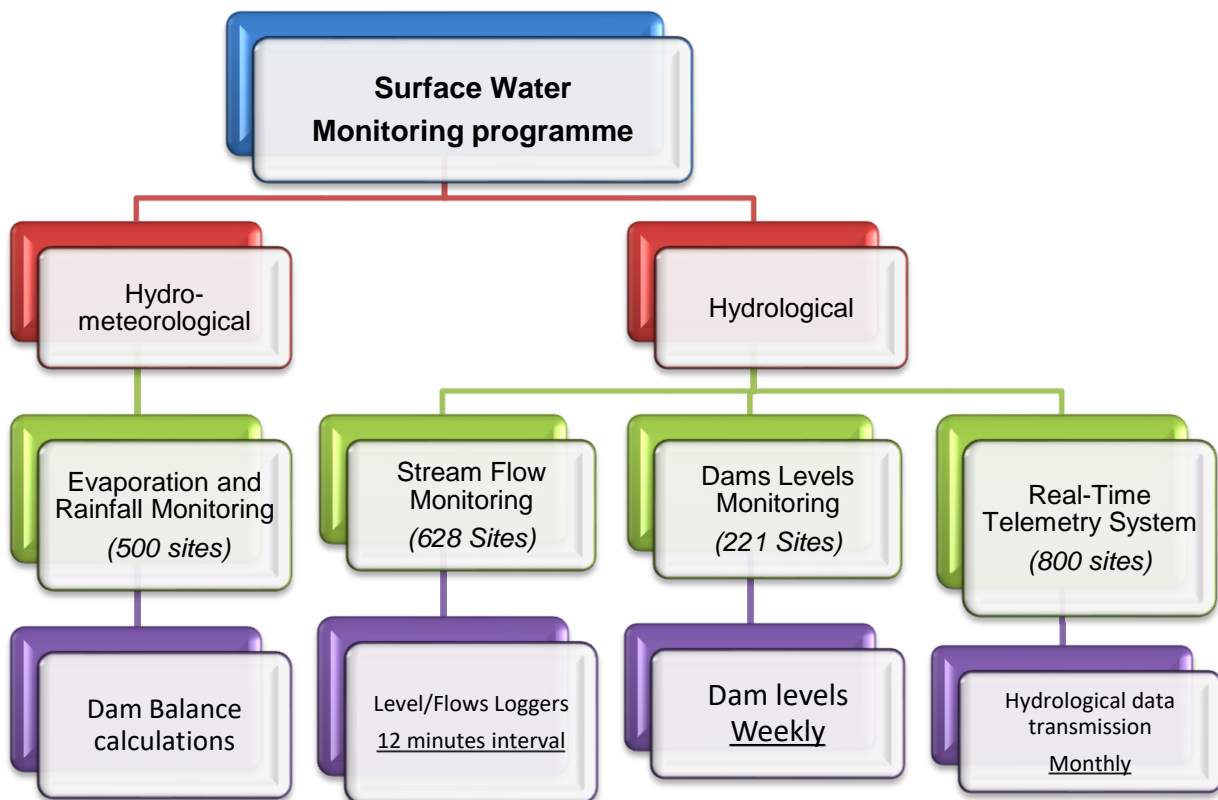 Surface Water
Monitoring programme
Hydro-
meteorological
Hydrological
Evaporation and
Rainfall Monitoring
(500 sites)
Stream Flow
Monitoring
(628 Sites)
Dams Levels
Monitoring
(221 Sites)
Real-Time
Telemetry System
(800 sites)
Dam Balance
calculations
Level/Flows Loggers
12 minutes interval
Dam levels
Weekly
Hydrological data
transmission
Monthly